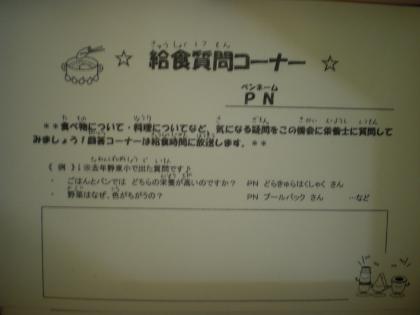 ☆ 給食質問コーナー ☆
ペンネーム
PN
**食べ物について・料理についてなど、気になる疑問をこの機会に栄養士に質問して
みましょう！回答コーナーは給食時間に放送します。**
( 例 )！※去年野東小で出た質問です♪
・ ごはんとパンでは どちらの栄養が高いのですか？ PN どらきゅらはくしゃく さん
・ 野菜はなぜ、色がちがうの？ PN プールバック さん …など